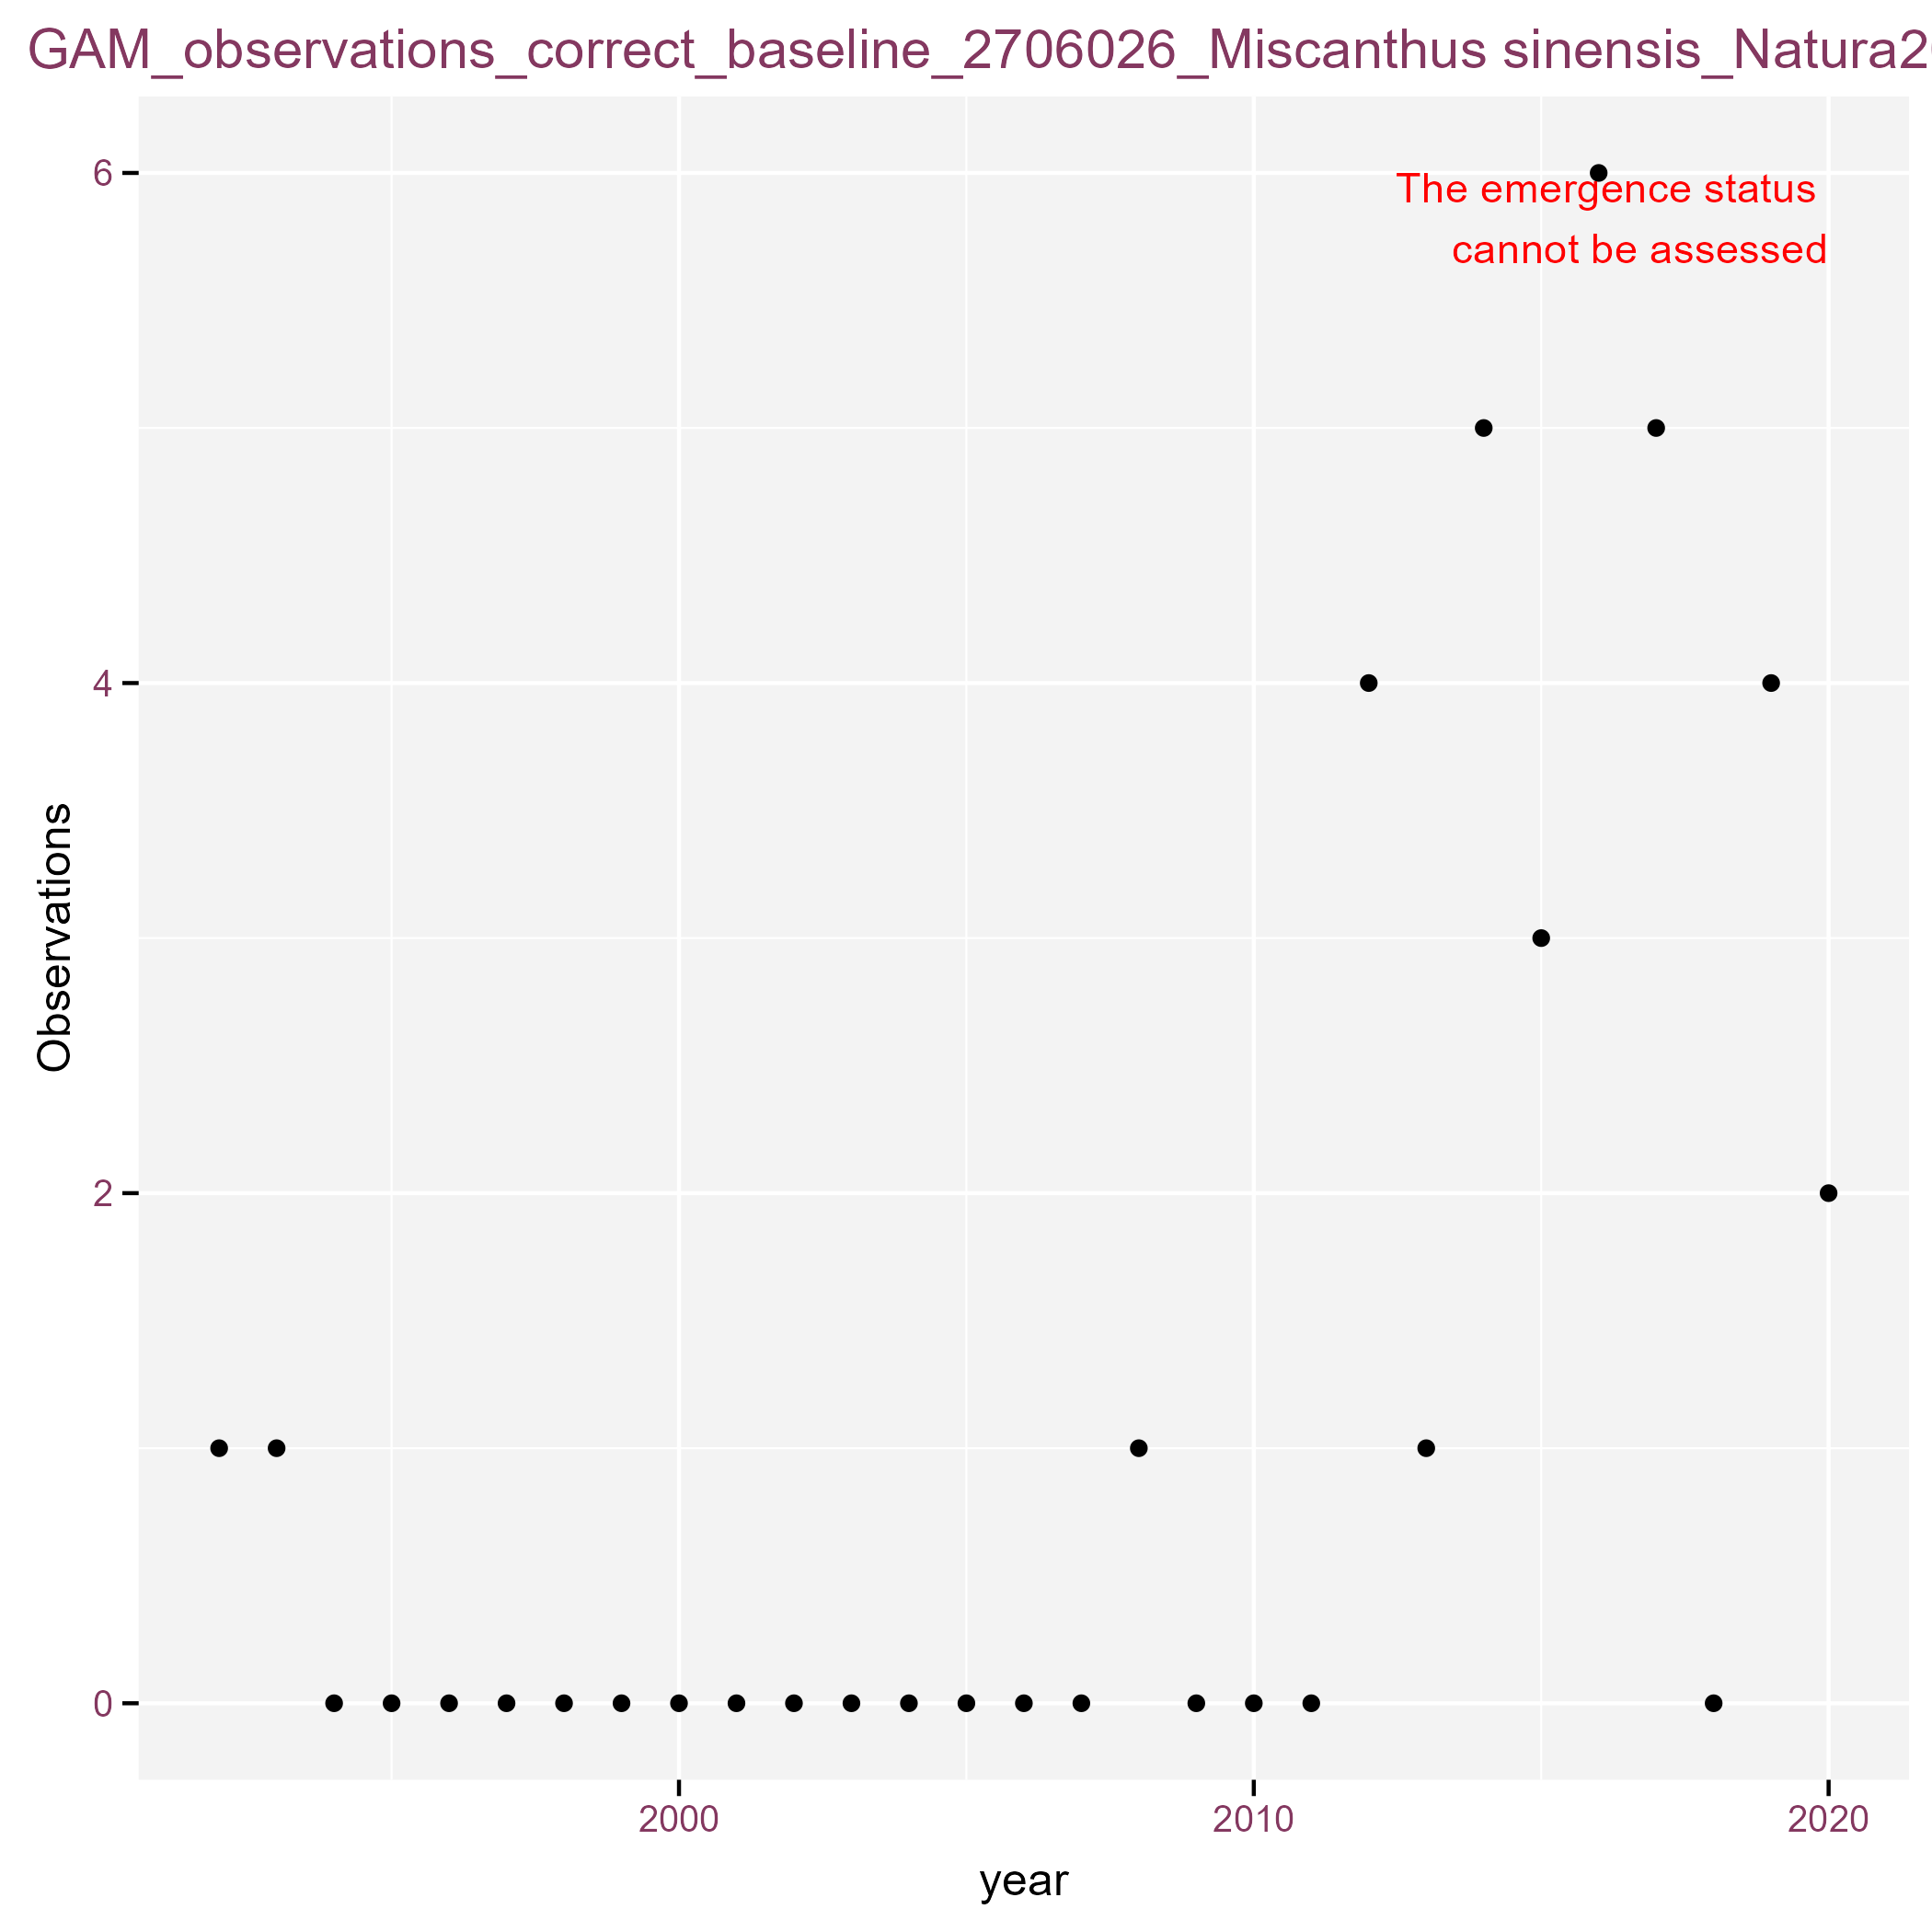 GAM_observations_correct_baseline_2706026_Miscanthus sinensis_Natura2
6
The emergence status
cannot be assessed
4
Observations
2
0
2000 2010 2020
year